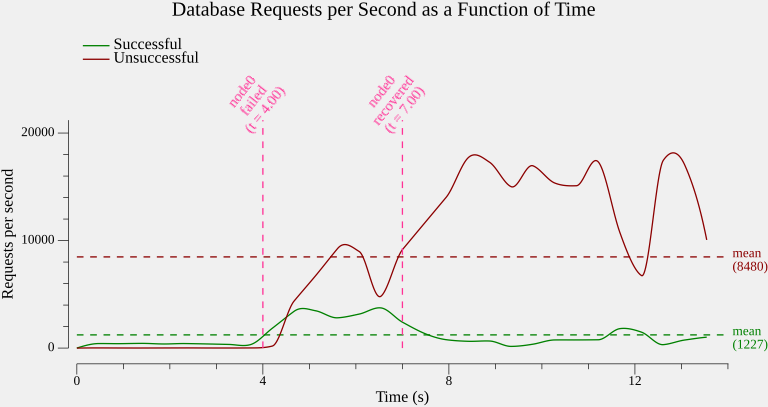 Database Requests per Second as a Function of Time
Successful
Unsuccessful
node0
failed
(t = 4.00)
node0
recovered
(t = 7.00)
Requests per second
20000
10000
0
mean
(8480)
mean
(1227)
0
4
8
12
Time (s)